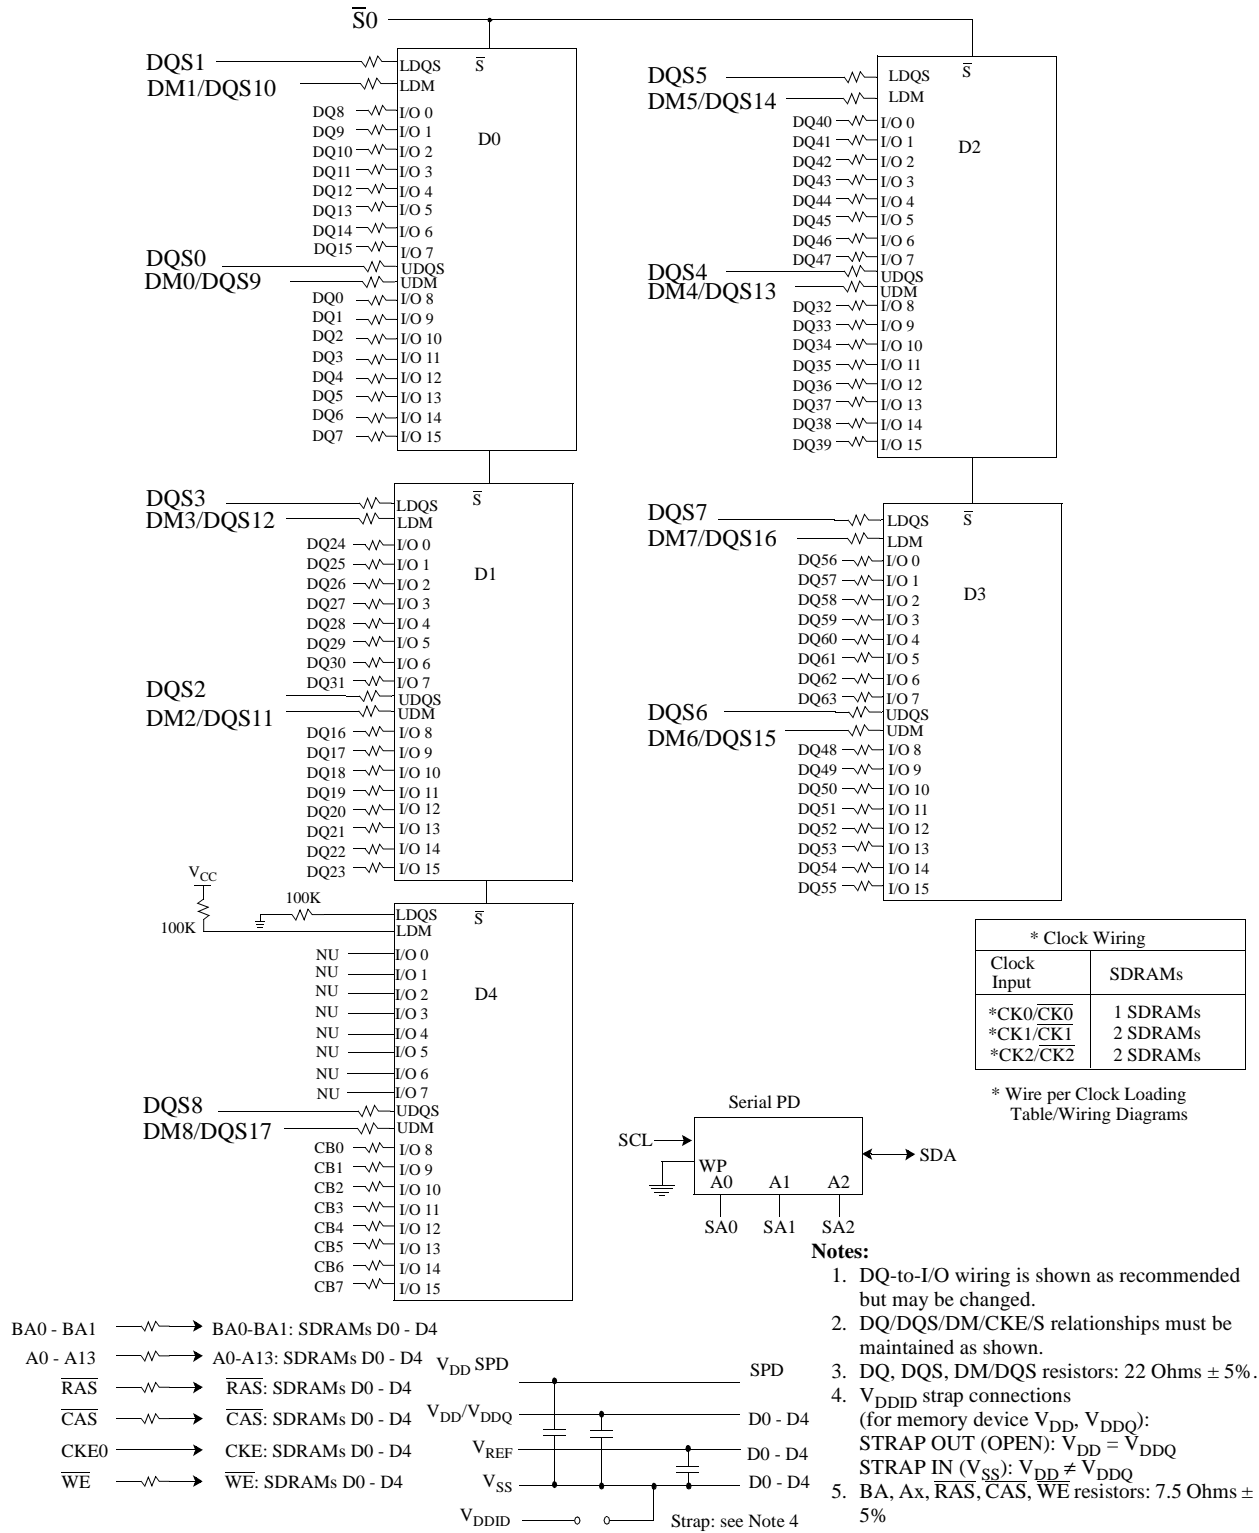 S̅0
DQS1
DM1/DQS10
LDQS
S̅
LDM
DQ8 I/O 0
DQ9 I/O 1
DQ10 I/O 2
DQ11 I/O 3
DQ12 I/O 4
DQ13 I/O 5
DQ14 I/O 6
DQ15 I/O 7
D0
DQS0
DM0/DQS9
UDQS
UDM
DQ0 I/O 8
DQ1 I/O 9
DQ2 I/O 10
DQ3 I/O 11
DQ4 I/O 12
DQ5 I/O 13
DQ6 I/O 14
DQ7 I/O 15
DQS5
DM5/DQS14
LDQS
S̅
LDM
DQ40 I/O 0
DQ41 I/O 1
DQ42 I/O 2
DQ43 I/O 3
DQ44 I/O 4
DQ45 I/O 5
DQ46 I/O 6
DQ47 I/O 7
D2
DQS4
DM4/DQS13
UDQS
UDM
DQ32 I/O 8
DQ33 I/O 9
DQ34 I/O 10
DQ35 I/O 11
DQ36 I/O 12
DQ37 I/O 13
DQ38 I/O 14
DQ39 I/O 15
DQS3
DM3/DQS12
LDQS
S̅
LDM
DQ24 I/O 0
DQ25 I/O 1
DQ26 I/O 2
DQ27 I/O 3
DQ28 I/O 4
DQ29 I/O 5
DQ30 I/O 6
DQ31 I/O 7
D1
DQS2
DM2/DQS11
UDQS
UDM
DQ16 I/O 8
DQ17 I/O 9
DQ18 I/O 10
DQ19 I/O 11
DQ20 I/O 12
DQ21 I/O 13
DQ22 I/O 14
DQ23 I/O 15
DQS7
DM7/DQS16
LDQS
S̅
LDM
DQ56 I/O 0
DQ57 I/O 1
DQ58 I/O 2
DQ59 I/O 3
DQ60 I/O 4
DQ61 I/O 5
DQ62 I/O 6
DQ63 I/O 7
D3
DQS6
DM6/DQS15
UDQS
UDM
DQ48 I/O 8
DQ49 I/O 9
DQ50 I/O 10
DQ51 I/O 11
DQ52 I/O 12
DQ53 I/O 13
DQ54 I/O 14
DQ55 I/O 15
VCC
100K
100K
LDQS
S̅
LDM
NU I/O 0
NU I/O 1
NU I/O 2
NU I/O 3
NU I/O 4
NU I/O 5
NU I/O 6
NU I/O 7
D4
DQS8
DM8/DQS17
UDQS
UDM
CB0 I/O 8
CB1 I/O 9
CB2 I/O 10
CB3 I/O 11
CB4 I/O 12
CB5 I/O 13
CB6 I/O 14
CB7 I/O 15
* Clock Wiring
Clock Input SDRAMs
*CK0/C̅K̅0̅ 1 SDRAMs
*CK1/C̅K̅1̅ 2 SDRAMs
*CK2/C̅K̅2̅ 2 SDRAMs
* Wire per Clock Loading
Table/Wiring Diagrams
Serial PD
SCL
WP
SDA
A0 A1 A2
SA0 SA1 SA2
BA0 - BA1 BA0-BA1: SDRAMs D0 - D4
A0 - A13 A0-A13: SDRAMs D0 - D4
R̅A̅S̅ R̅A̅S̅: SDRAMs D0 - D4
C̅A̅S̅ C̅A̅S̅: SDRAMs D0 - D4
CKE0 CKE: SDRAMs D0 - D4
W̅E̅ W̅E̅: SDRAMs D0 - D4
VDD SPD SPD
VDD/VDDQ D0 - D4
VREF D0 - D4
VSS D0 - D4
VDDID Strap: see Note 4
Notes:
1. DQ-to-I/O wiring is shown as recommended
but may be changed.
2. DQ/DQS/DM/CKE/S relationships must be
maintained as shown.
3. DQ, DQS, DM/DQS resistors: 22 Ohms ± 5%.
4. VDDID strap connections
(for memory device VDD, VDDQ):
STRAP OUT (OPEN): VDD = VDDQ
STRAP IN (VSS): VDD ≠ VDDQ
5. BA, Ax, R̅A̅S̅, C̅A̅S̅, W̅E̅ resistors: 7.5 Ohms ±
5%